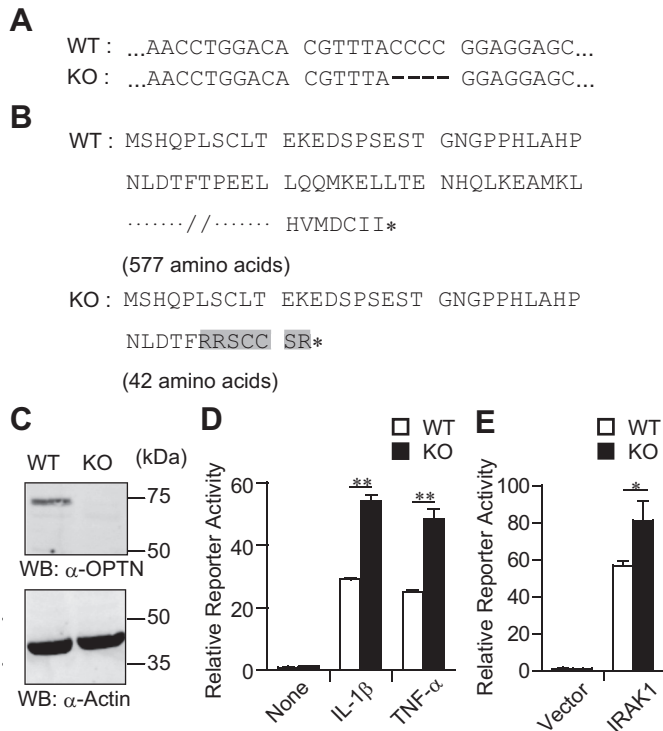 A
WT : ...AACCTGGACA CGTTTACCCC GGAGGAGC...
KO : ...AACCTGGACA CGTTTA---- GGAGGAGC...
B
WT : MSHQPLSCLT EKEDSPSEST GNGPPHLAHP
NLDTFTPEEL LQQMKELLTE NHQLKEAMKL
·······//······· HVMDCII*
(577 amino acids)
KO : MSHQPLSCLT EKEDSPSEST GNGPPHLAHP
NLDTFRRSCC SR*
(42 amino acids)
C
WT KO (kDa)
75
50
WB: α-OPTN
50
35
WB: α-Actin
D
WT
KO
Relative Reporter Activity
60
40
20
0
** **
None IL-1β TNF-α
E
WT
KO
Relative Reporter Activity
100
80
60
40
20
0
*
Vector IRAK1